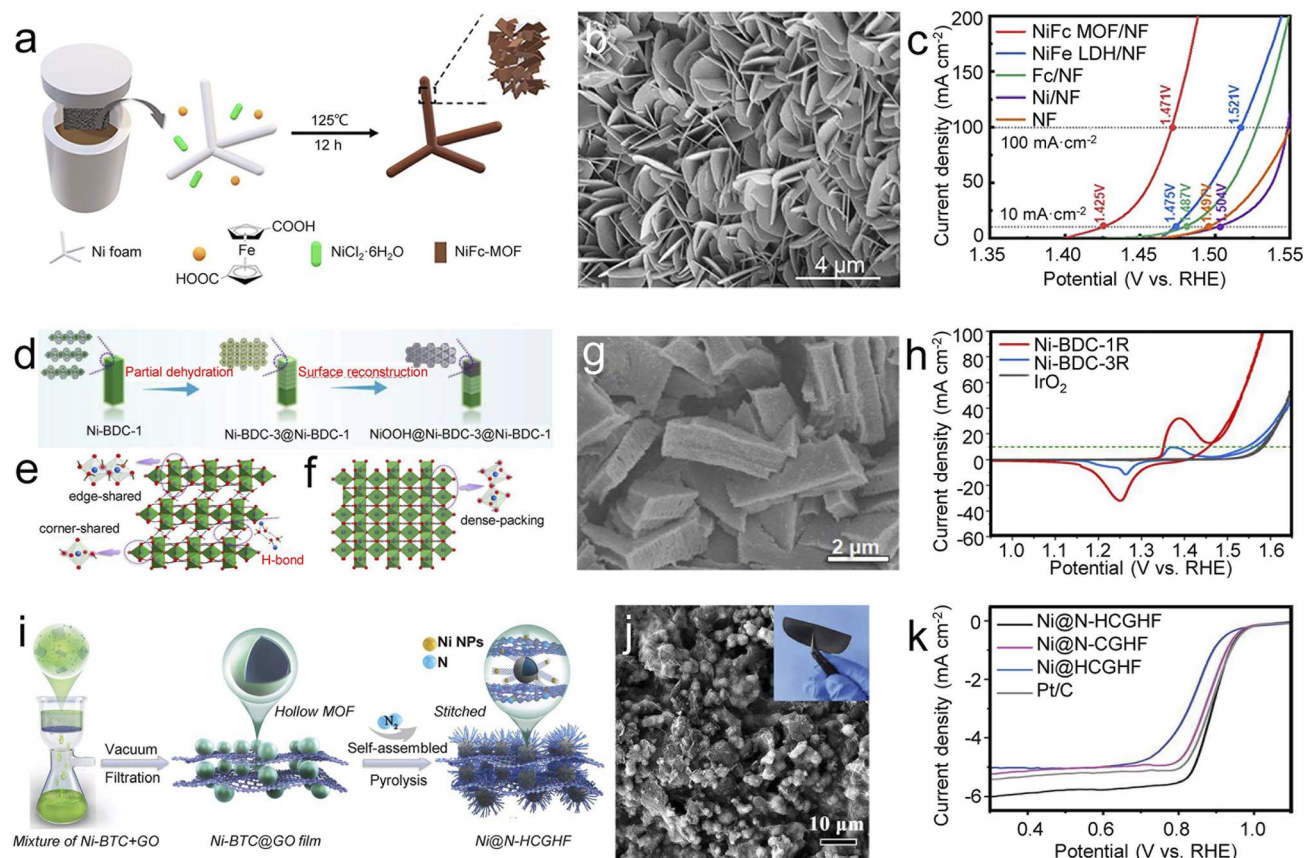 a
125℃
12 h
Ni foam
COOH
Fe
HOOC
NiCl₂·6H₂O
NiFc-MOF
b
4 µm
c
NiFc MOF/NF
NiFe LDH/NF
Fc/NF
Ni/NF
NF
1.471V
1.521V
100 mA·cm⁻²
1.425V
1.475V
1.487V
1.497V
1.504V
10 mA·cm⁻²
200
150
100
50
0
1.35
1.40
1.45
1.50
1.55
Current density (mA cm⁻²)
Potential (V vs. RHE)
d
Partial dehydration
Surface reconstruction
Ni-BDC-1
Ni-BDC-3@Ni-BDC-1
NiOOH@Ni-BDC-3@Ni-BDC-1
e
edge-shared
corner-shared
H-bond
f
dense-packing
g
2 µm
h
Ni-BDC-1R
Ni-BDC-3R
IrO₂
100
80
60
40
20
0
-20
-40
-60
1.0
1.1
1.2
1.3
1.4
1.5
1.6
Current density (mA cm⁻²)
Potential (V vs. RHE)
i
Vacuum
Filtration
Hollow MOF
N₂
Self-assembled
Pyrolysis
Ni NPs
N
Stitched
Mixture of Ni-BTC+GO
Ni-BTC@GO film
Ni@N-HCGHF
j
10 µm
k
Ni@N-HCGHF
Ni@N-CGHF
Ni@HCGHF
Pt/C
0
-2
-4
-6
0.4
0.6
0.8
1.0
Current density (mA cm⁻²)
Potential (V vs. RHE)